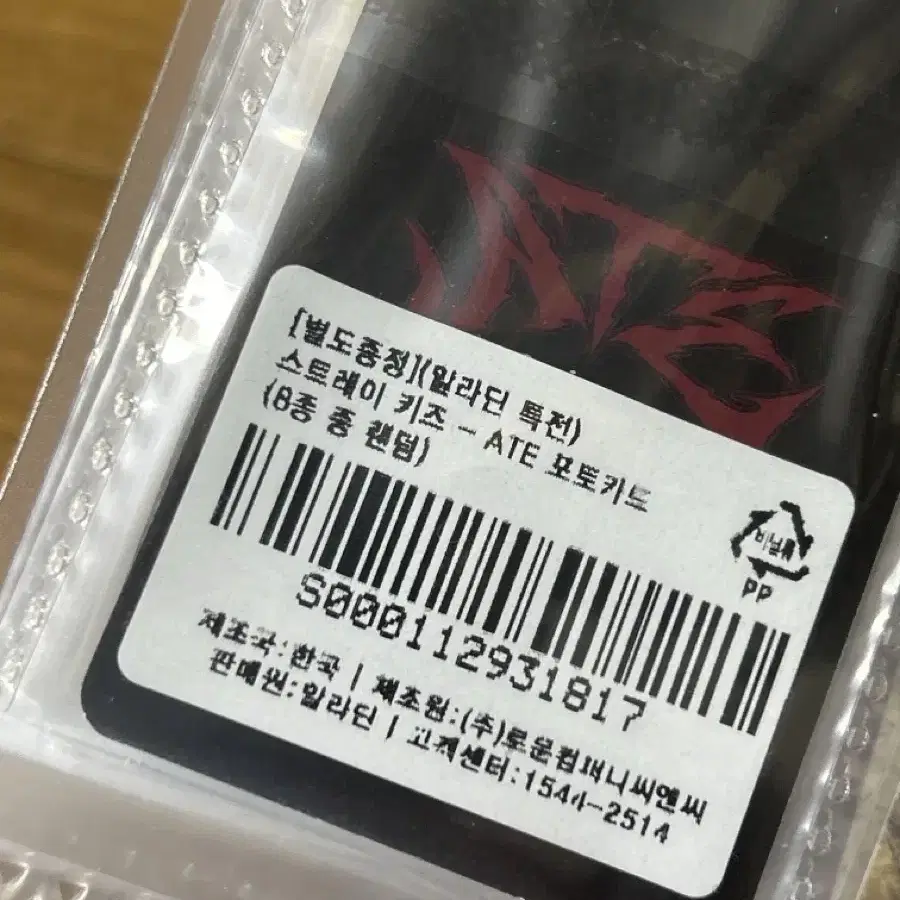 ATE
[별도증정](알라딘 특전)
스트레이 키즈 - ATE 포토카드
(8종 중 랜덤)
비닐류
PP
S000112931817
제조국:한국 | 제조원:(주)로운컴퍼니씨앤씨
판매원:알라딘 | 고객센터:1544-2514